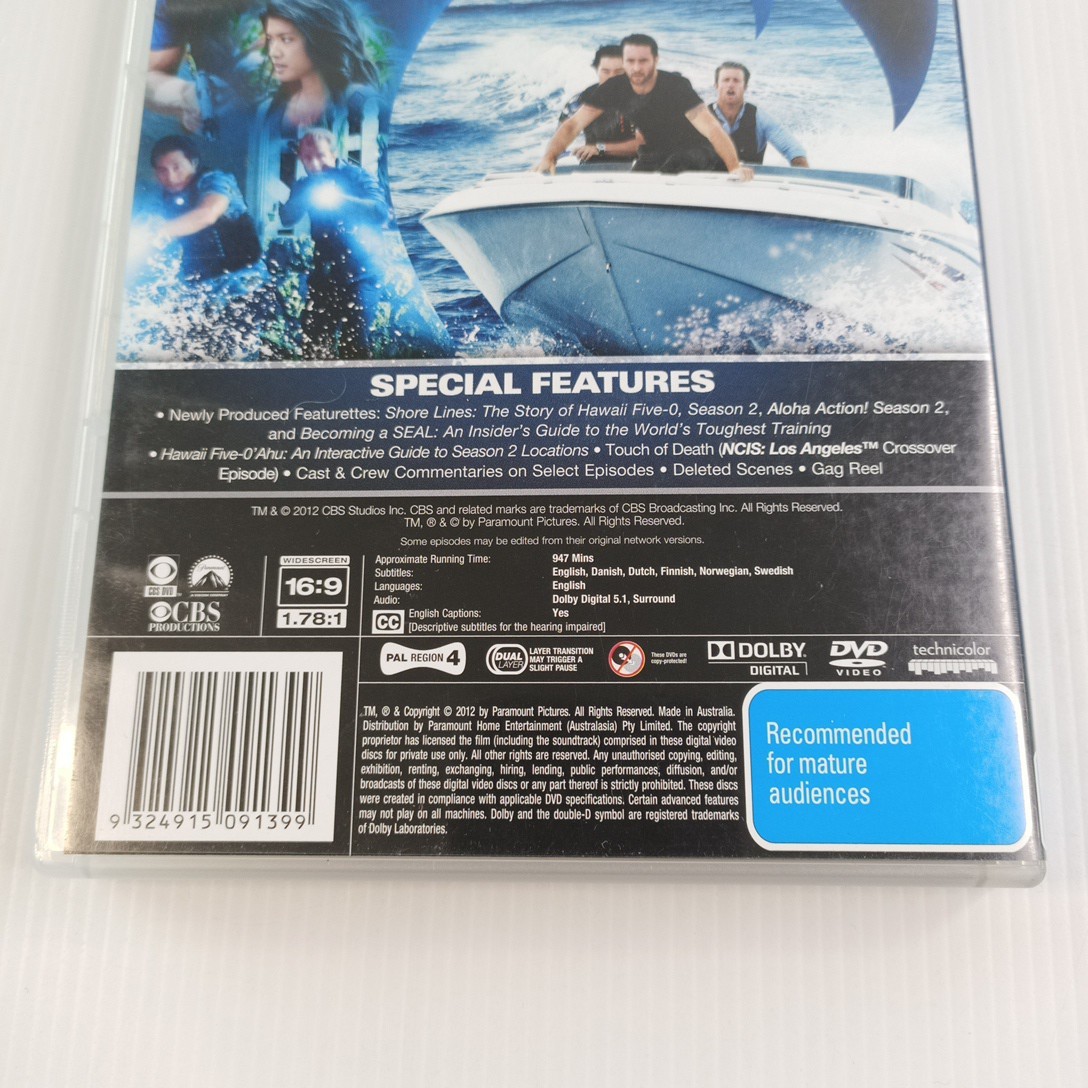 SPECIAL FEATURES
• Newly Produced Featurettes: Shore Lines: The Story of Hawaii Five-0, Season 2, Aloha Action! Season 2,
and Becoming a SEAL: An Insider's Guide to the World's Toughest Training
• Hawaii Five-0'Ahu: An Interactive Guide to Season 2 Locations • Touch of Death (NCIS: Los Angeles™ Crossover
Episode) • Cast & Crew Commentaries on Select Episodes • Deleted Scenes • Gag Reel
TM & © 2012 CBS Studios Inc. CBS and related marks are trademarks of CBS Broadcasting Inc. All Rights Reserved.
TM, ® & © by Paramount Pictures. All Rights Reserved.
Some episodes may be edited from their original network versions.
CBS DVD
Paramount
CBS
PRODUCTIONS
WIDESCREEN
16:9
1.78:1
Approximate Running Time: 947 Mins
Subtitles: English, Danish, Dutch, Finnish, Norwegian, Swedish
Languages: English
Audio: Dolby Digital 5.1, Surround
CC English Captions: Yes
[Descriptive subtitles for the hearing impaired]
PAL REGION 4
DUAL LAYER
LAYER TRANSITION
MAY TRIGGER A
SLIGHT PAUSE
These DVDs are
copy-protected!
DOLBY
DIGITAL
DVD
VIDEO
technicolor
TM, ® & Copyright © 2012 by Paramount Pictures. All Rights Reserved. Made in Australia.
Distribution by Paramount Home Entertainment (Australasia) Pty Limited. The copyright
proprietor has licensed the film (including the soundtrack) comprised in these digital video
discs for private use only. All other rights are reserved. Any unauthorised copying, editing,
exhibition, renting, exchanging, hiring, lending, public performances, diffusion, and/or
broadcasts of these digital video discs or any part thereof is strictly prohibited. These discs
were created in compliance with applicable DVD specifications. Certain advanced features
may not play on all machines. Dolby and the double-D symbol are registered trademarks
of Dolby Laboratories.
9 324915 091399
Recommended
for mature
audiences